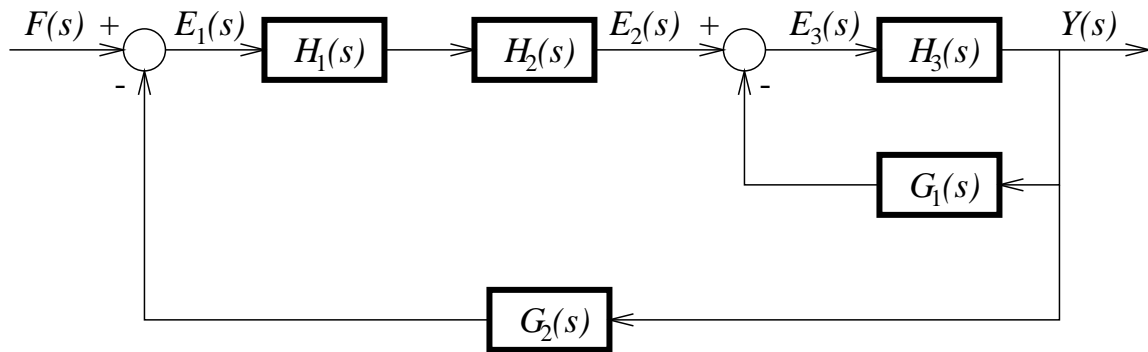 F(s) + E₁(s) H₁(s) H₂(s) E₂(s) + E₃(s) H₃(s) Y(s)
- -
G₁(s)
G₂(s)